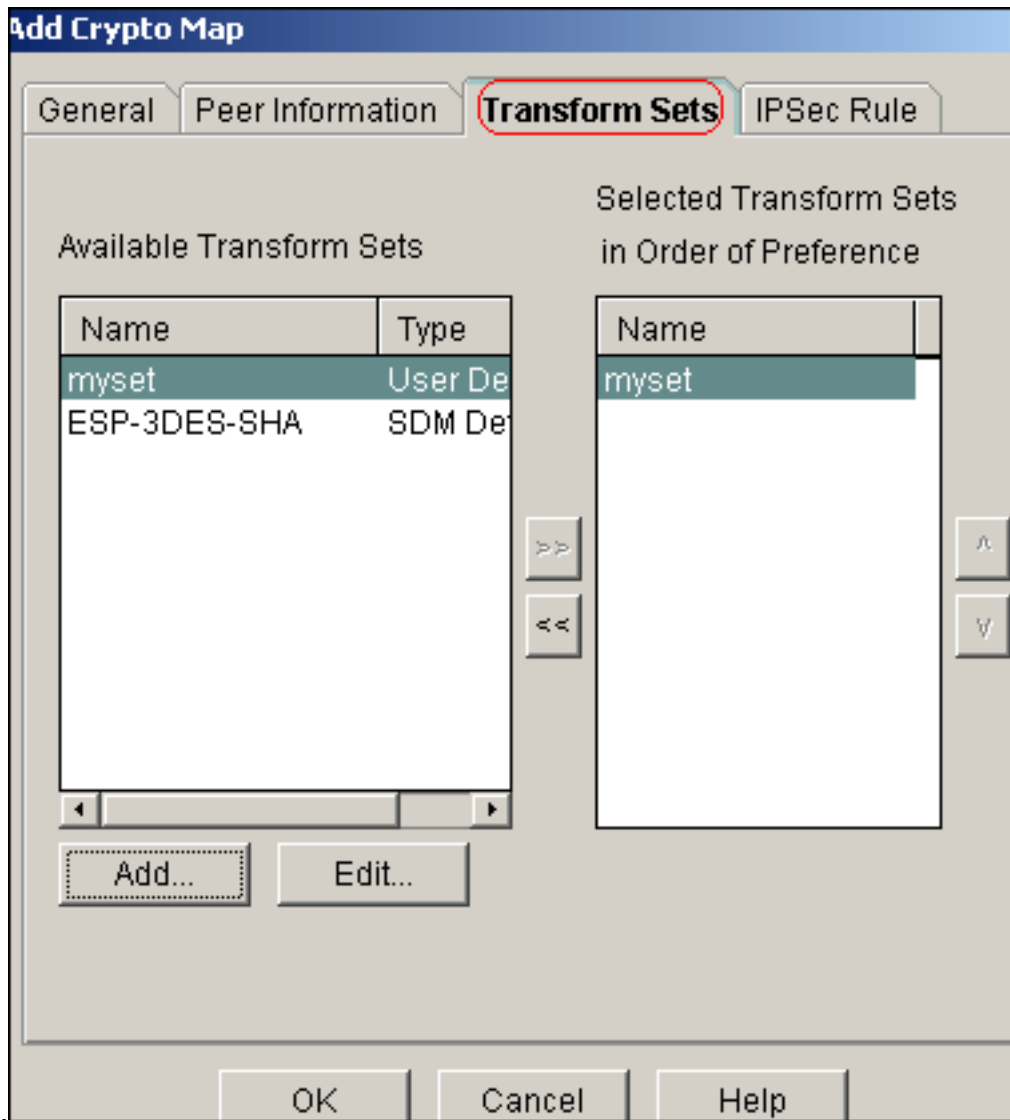 Add Crypto Map
General Peer Information Transform Sets IPSec Rule
Selected Transform Sets
in Order of Preference
Available Transform Sets
Name Type Name
myset User De myset
ESP-3DES-SHA SDM De
>>
<<
Add... Edit...
OK Cancel Help